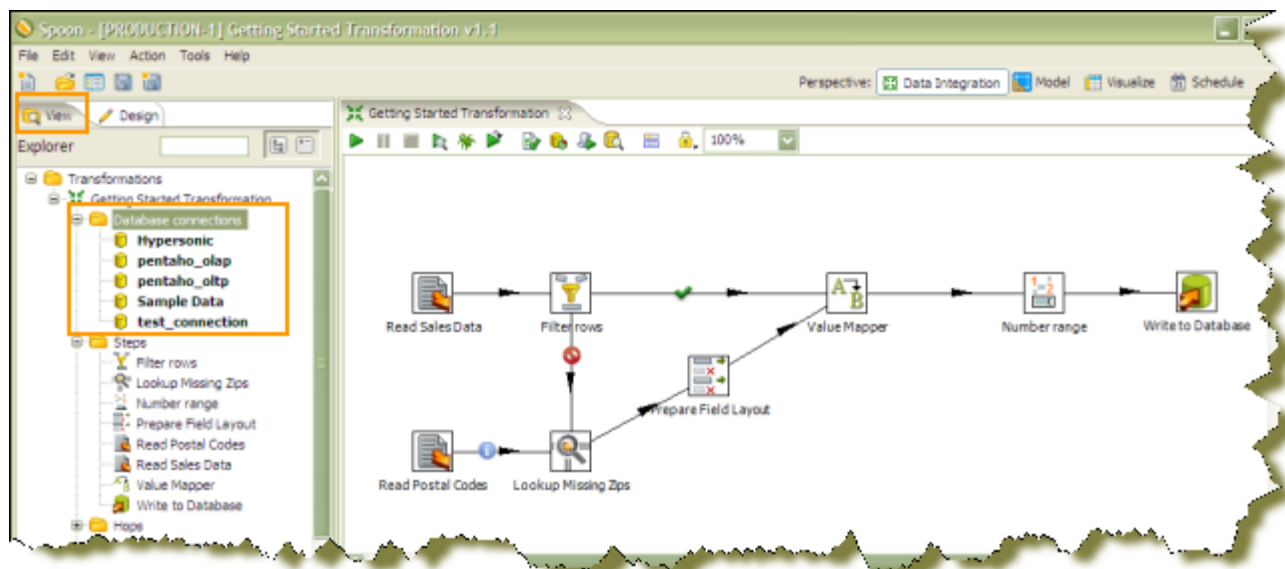 Spoon - [PRODUCTION-1] Getting Started Transformation v1.1
File Edit View Action Tools Help
Perspective: Data Integration Model Visualize Schedule
View Design
Getting Started Transformation
Explorer
100%
Transformations
Getting Started Transformation
Database connections
Hypersonic
pentaho_olap
pentaho_oltp
Sample Data
test_connection
Steps
Filter rows
Lookup Missing Zips
Number range
Prepare Field Layout
Read Postal Codes
Read Sales Data
Value Mapper
Write to Database
Hops
Read Sales Data
Filter rows
A B
Value Mapper
1-2
Number range
Write to Database
Prepare Field Layout
Read Postal Codes
Lookup Missing Zips